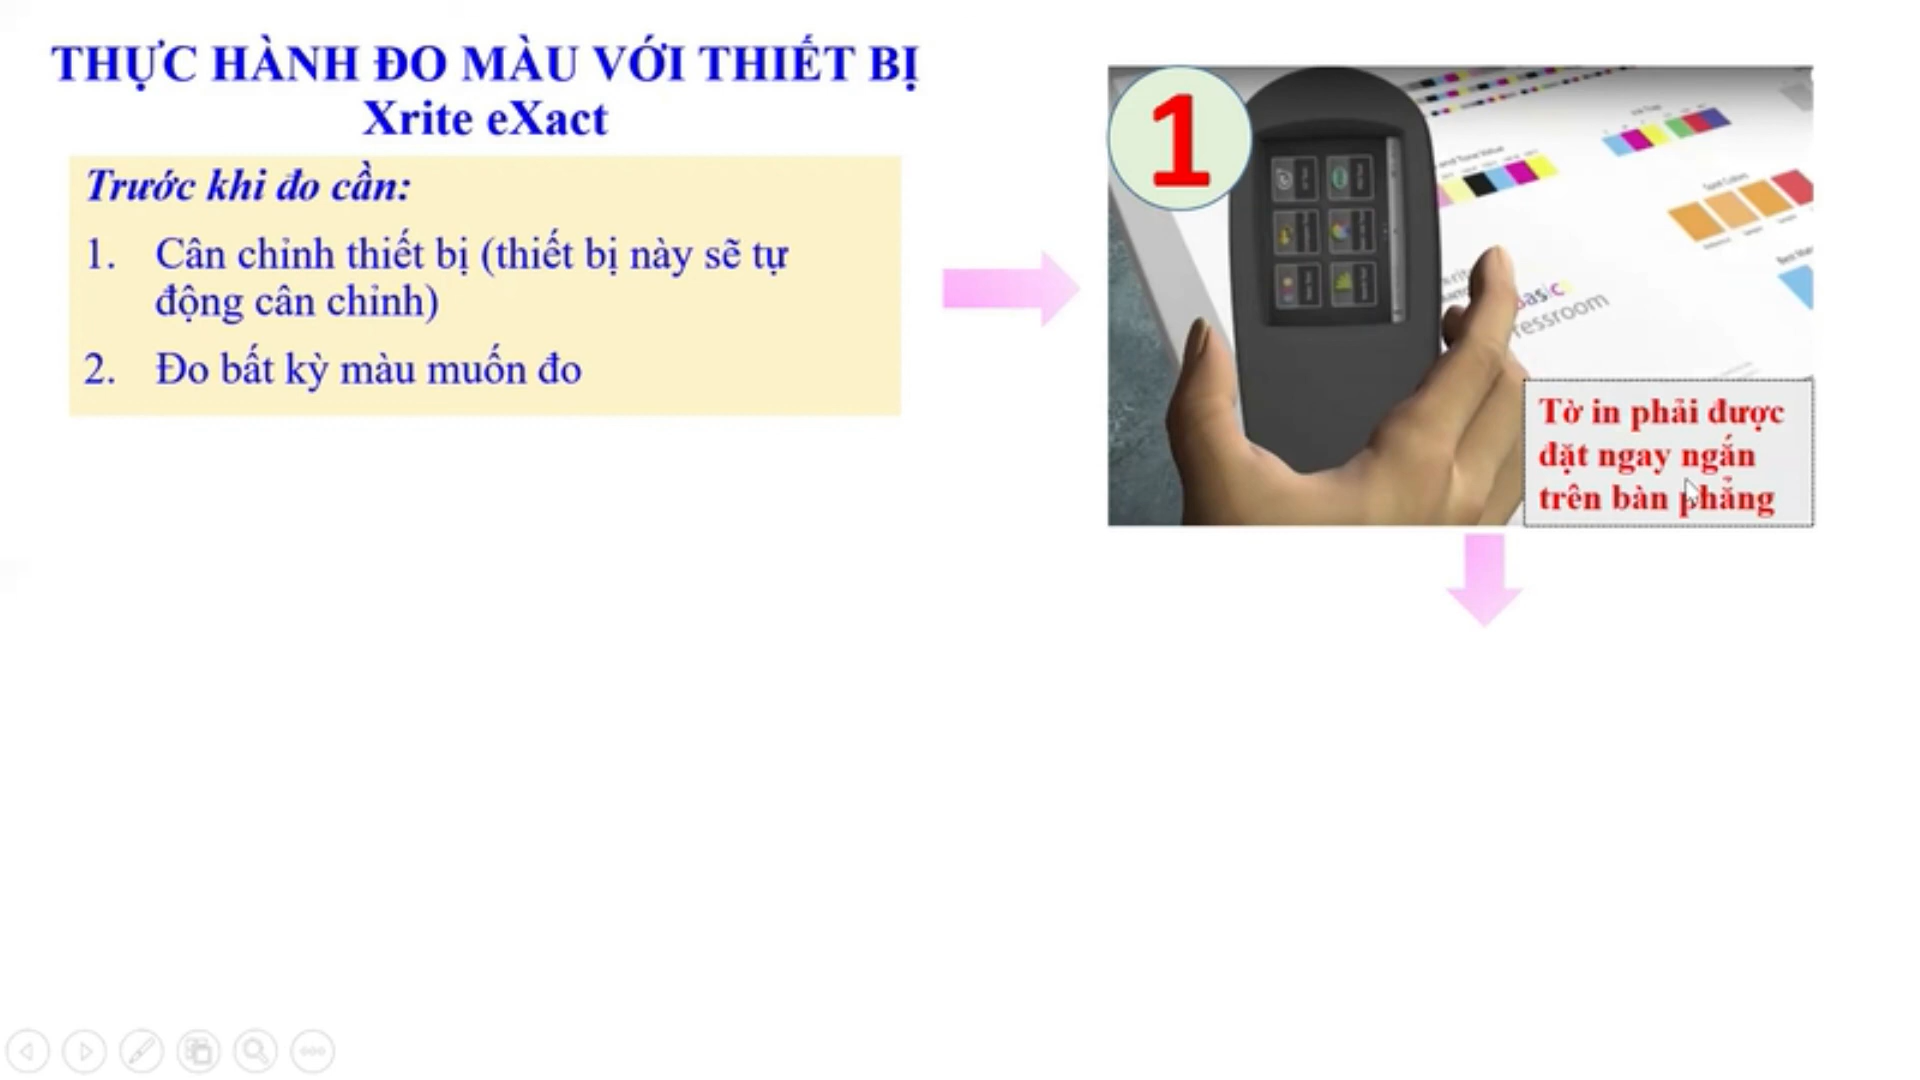 THỰC HÀNH ĐO MÀU VỚI THIẾT BỊ
Xrite eXact
Trước khi đo cần:
1. Cân chỉnh thiết bị (thiết bị này sẽ tự
động cân chỉnh)
2. Đo bất kỳ màu muốn đo
1
Tờ in phải được
đặt ngay ngắn
trên bàn phẳng